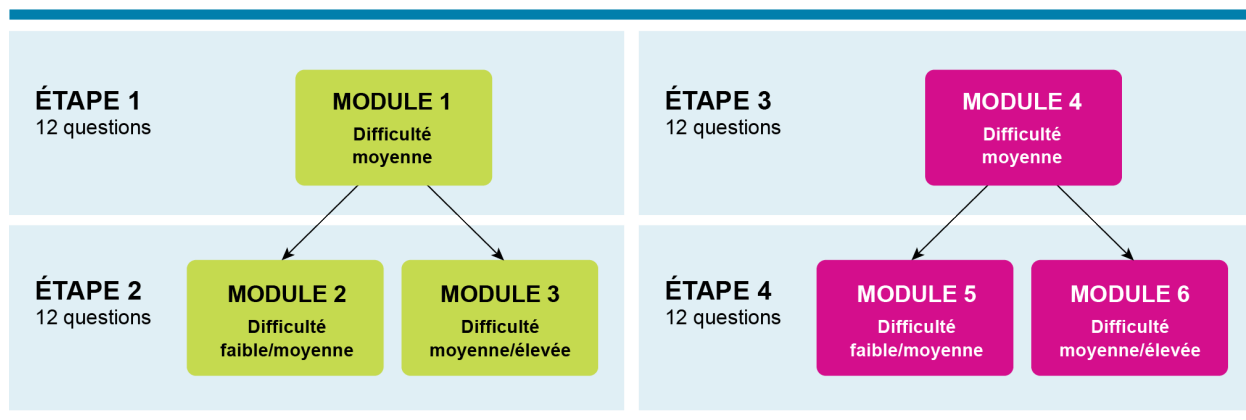 ÉTAPE 1
12 questions
MODULE 1
Difficulté
moyenne
ÉTAPE 2
12 questions
MODULE 2
Difficulté
faible/moyenne
MODULE 3
Difficulté
moyenne/élevée
ÉTAPE 3
12 questions
MODULE 4
Difficulté
moyenne
ÉTAPE 4
12 questions
MODULE 5
Difficulté
faible/moyenne
MODULE 6
Difficulté
moyenne/élevée